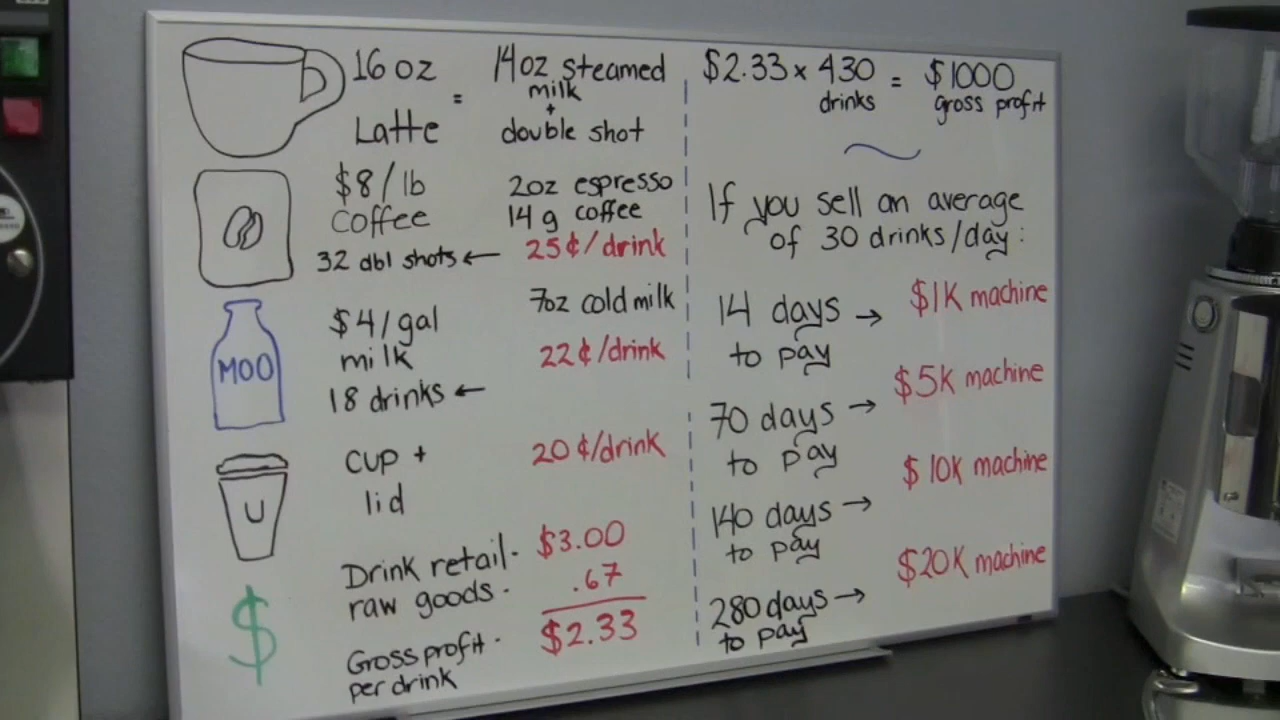 16 oz = 14oz steamed
milk
+
Latte double shot
$8/lb 2oz espresso
coffee 14g coffee
32 dbl shots ← 25¢/drink
7oz cold milk
$4/gal
milk 22¢/drink
MOO
18 drinks ←
cup + 20¢/drink
lid
U
Drink retail - $3.00
raw goods - .67
$2.33
Gross profit -
per drink
$
$2.33 x 430 = $1000
drinks gross profit
~
If you sell an average
of 30 drinks/day:
14 days → $1K machine
to pay
70 days → $5K machine
to pay
140 days → $10K machine
to pay
280 days → $20K machine
to pay